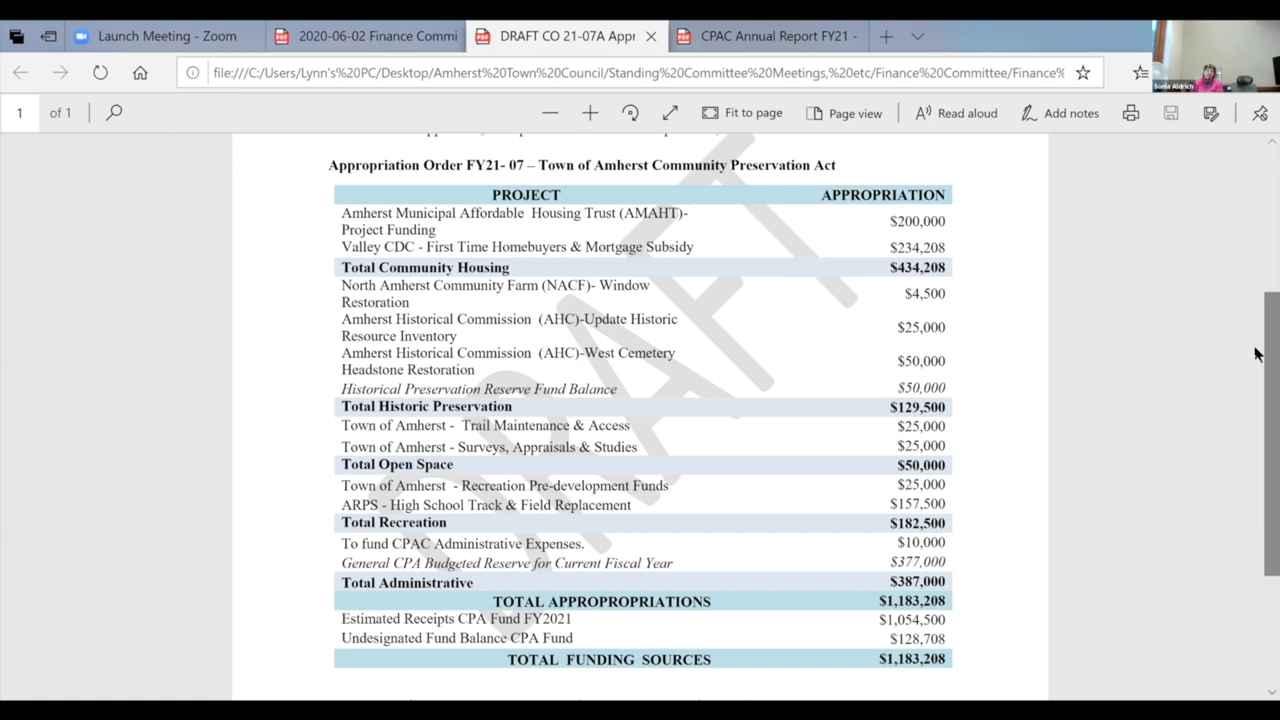 Launch Meeting - Zoom
2020-06-02 Finance Commi
DRAFT CO 21-07A Appr
CPAC Annual Report FY21 -
file:///C:/Users/Lynn's%20PC/Desktop/Amherst%20Town%20Council/Standing%20Committee%20Meetings,%20etc/Finance%20Committee/Finance%
Sonia Aldrich
1 of 1
Fit to page
Page view
Read aloud
Add notes
Appropriation Order FY21- 07 – Town of Amherst Community Preservation Act
PROJECT APPROPRIATION
Amherst Municipal Affordable Housing Trust (AMAHT)-
Project Funding $200,000
Valley CDC - First Time Homebuyers & Mortgage Subsidy $234,208
Total Community Housing $434,208
North Amherst Community Farm (NACF)- Window
Restoration $4,500
Amherst Historical Commission (AHC)-Update Historic
Resource Inventory $25,000
Amherst Historical Commission (AHC)-West Cemetery
Headstone Restoration $50,000
Historical Preservation Reserve Fund Balance $50,000
Total Historic Preservation $129,500
Town of Amherst - Trail Maintenance & Access $25,000
Town of Amherst - Surveys, Appraisals & Studies $25,000
Total Open Space $50,000
Town of Amherst - Recreation Pre-development Funds $25,000
ARPS - High School Track & Field Replacement $157,500
Total Recreation $182,500
To fund CPAC Administrative Expenses. $10,000
General CPA Budgeted Reserve for Current Fiscal Year $377,000
Total Administrative $387,000
TOTAL APPROPROPRIATIONS $1,183,208
Estimated Receipts CPA Fund FY2021 $1,054,500
Undesignated Fund Balance CPA Fund $128,708
TOTAL FUNDING SOURCES $1,183,208
DRAFT